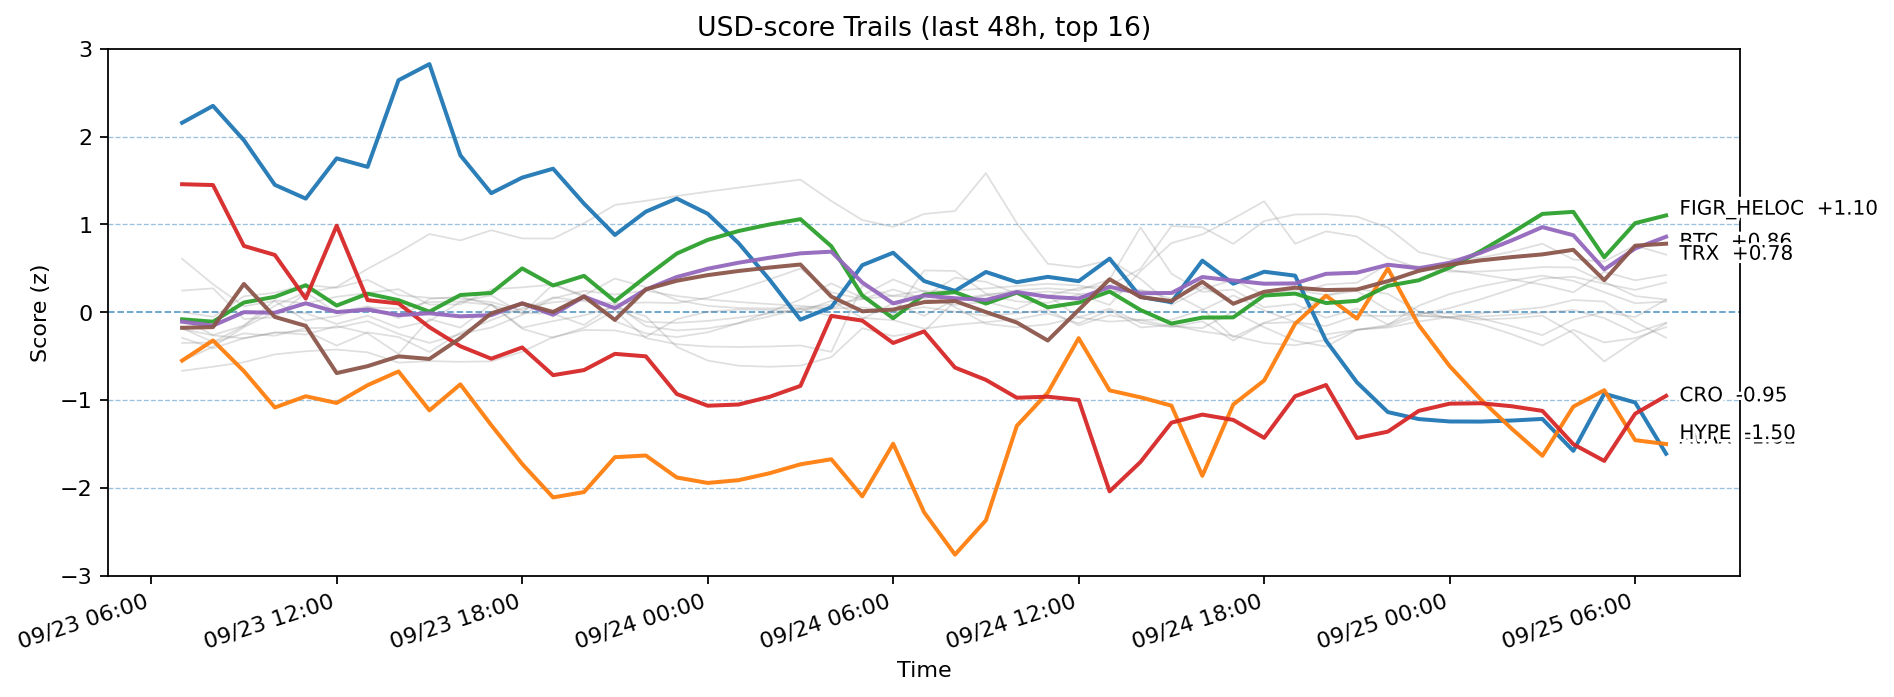 USD-score Trails (last 48h, top 16)
Score (z)
3
2
1
0
−1
−2
−3
FIGR_HELOC +1.10
BTC +0.86
TRX +0.78
CRO -0.95
HYPE -1.50
09/23 06:00
09/23 12:00
09/23 18:00
09/24 00:00
09/24 06:00
09/24 12:00
09/24 18:00
09/25 00:00
09/25 06:00
Time